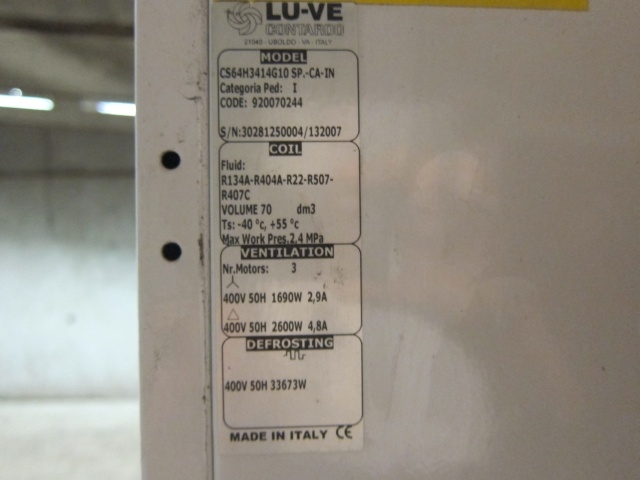 LU-VE
CONTARDO
21040 - UBOLDO - VA - ITALY
MODEL
CS64H3414G10 SP.-CA-IN
Categoria Ped: I
CODE: 920070244
S/N:30281250004/132007
COIL
Fluid:
R134A-R404A-R22-R507-
R407C
VOLUME 70 dm3
Ts: -40 °c, +55 °c
Max Work Pres.2.4 MPa
VENTILATION
Nr.Motors: 3
400V 50H 1690W 2,9A
400V 50H 2600W 4,8A
DEFROSTING
400V 50H 33673W
MADE IN ITALY CE